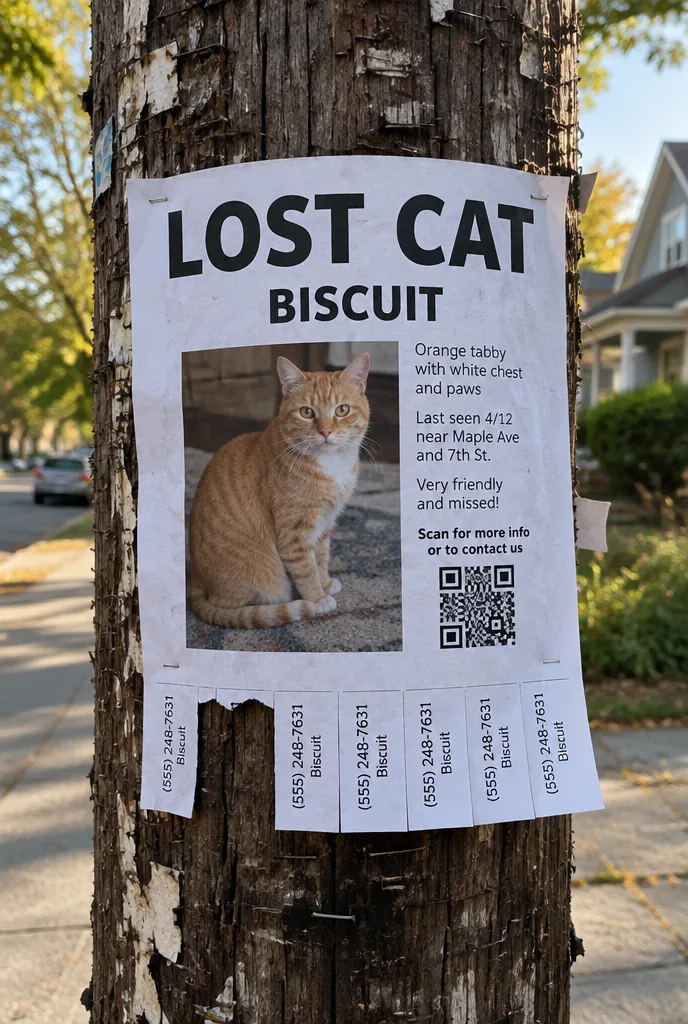 LOST CAT
BISCUIT
Orange tabby
with white chest
and paws
Last seen 4/12
near Maple Ave
and 7th St.
Very friendly
and missed!
Scan for more info
or to contact us
(555) 248-7631
Biscuit
(555) 248-7631
Biscuit
(555) 248-7631
Biscuit
(555) 248-7631
Biscuit
(555) 248-7631
Biscuit
(555) 248-7631
Biscuit